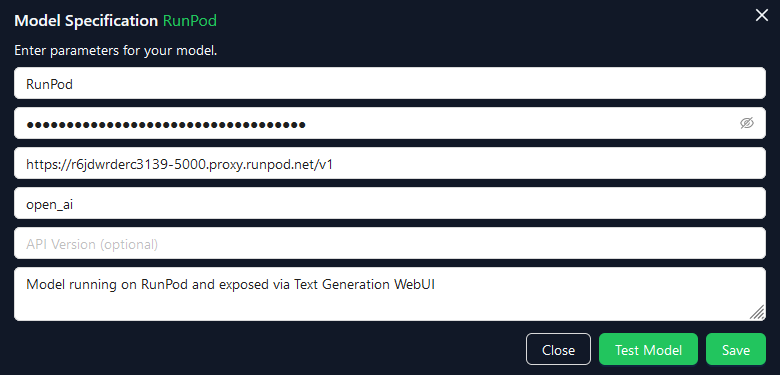 Model Specification RunPod
Enter parameters for your model.
RunPod
●●●●●●●●●●●●●●●●●●●●●●●●●●●●●●●●●●●●
https://r6jdwrderc3139-5000.proxy.runpod.net/v1
open_ai
API Version (optional)
Model running on RunPod and exposed via Text Generation WebUI
Close Test Model Save